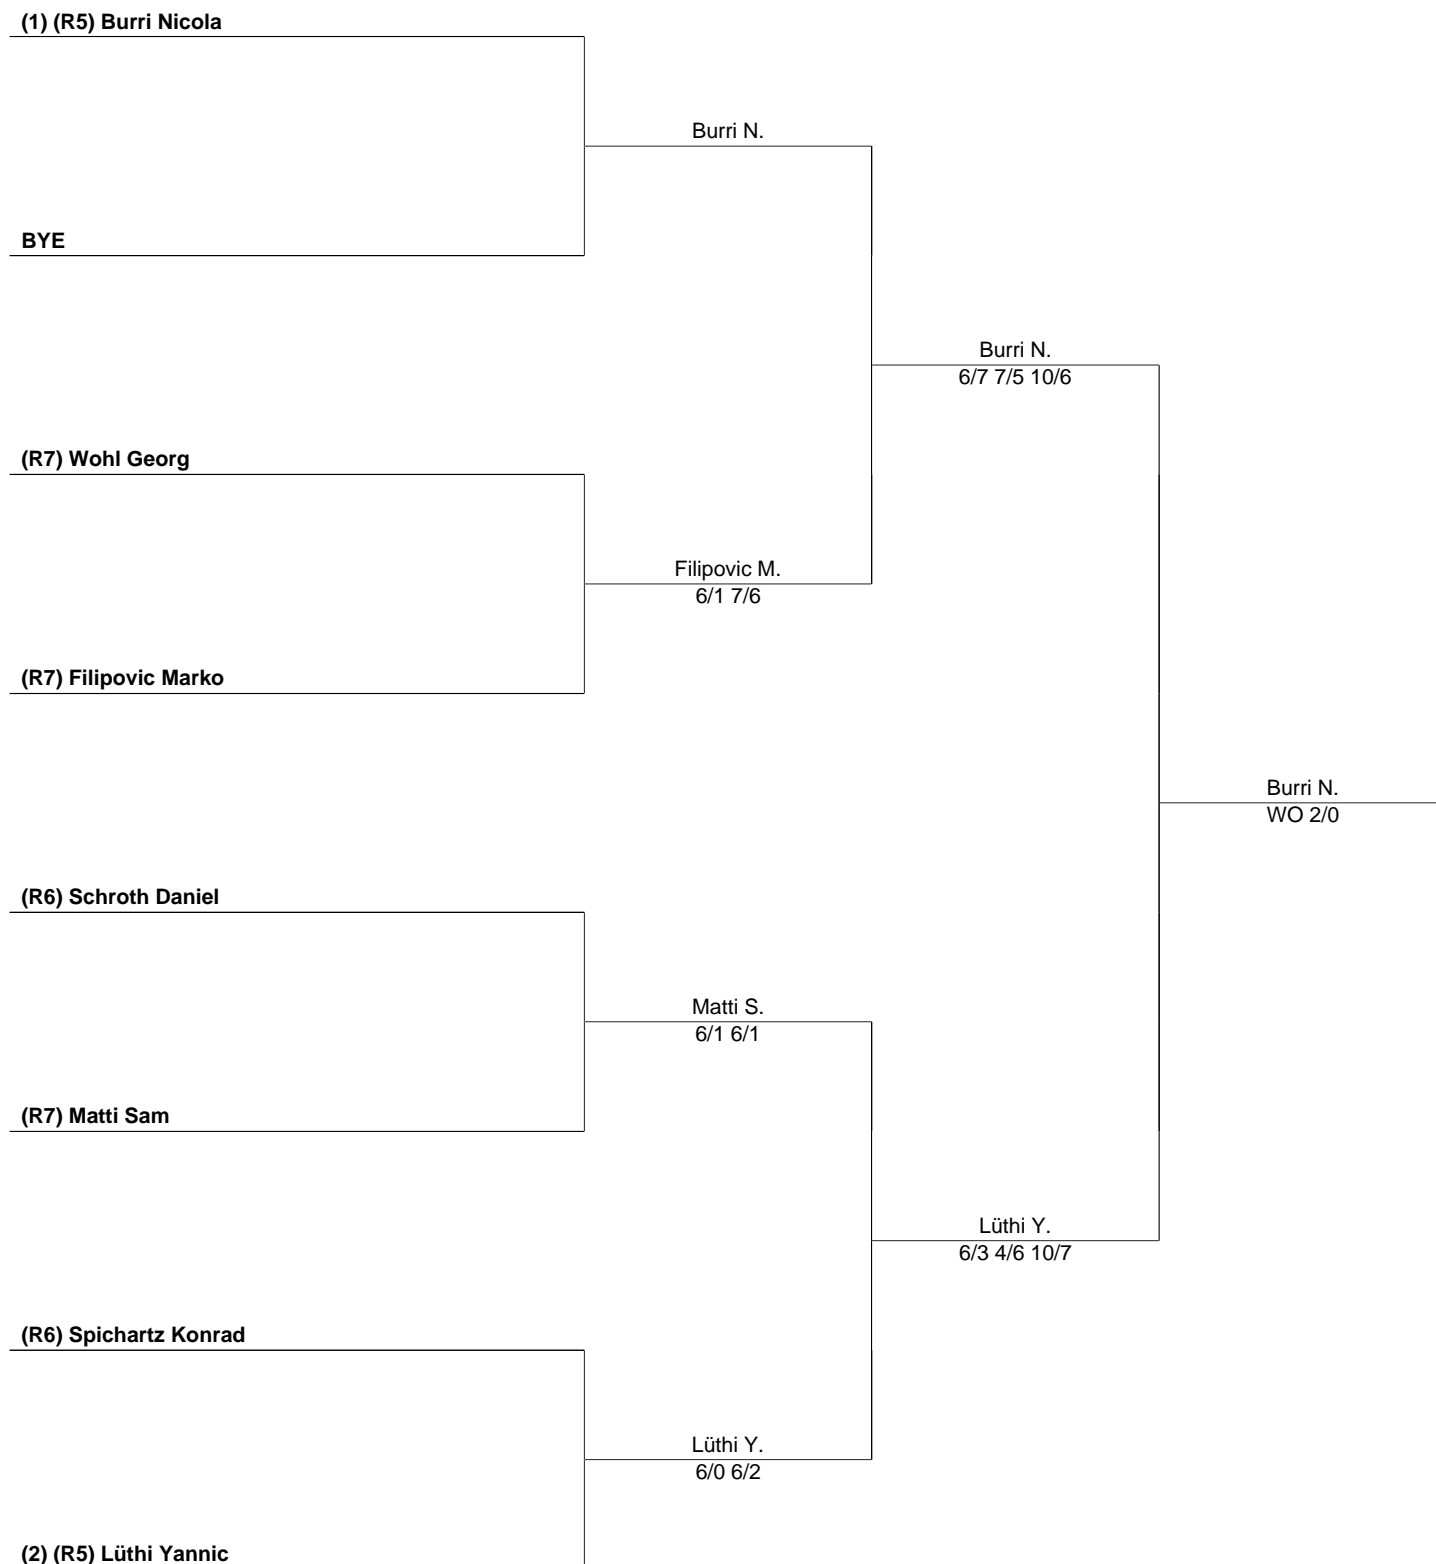 (1) (R5) Burri Nicola
Burri N.
BYE
Burri N.
6/7 7/5 10/6
(R7) Wohl Georg
Filipovic M.
6/1 7/6
(R7) Filipovic Marko
Burri N.
WO 2/0
(R6) Schroth Daniel
Matti S.
6/1 6/1
(R7) Matti Sam
Lüthi Y.
6/3 4/6 10/7
(R6) Spichartz Konrad
Lüthi Y.
6/0 6/2
(2) (R5) Lüthi Yannic